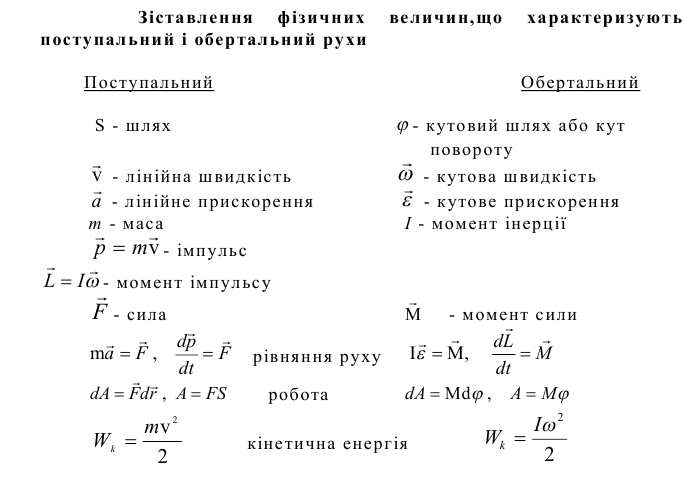 Зіставлення фізичних величин,що характеризують
поступальний і обертальний рухи
Поступальний Обертальний
S - шлях φ - кутовий шлях або кут
повороту
v⃗ - лінійна швидкість ω⃗ - кутова швидкість
a⃗ - лінійне прискорення ε⃗ - кутове прискорення
m - маса I - момент інерції
p⃗ = mv⃗ - імпульс
L⃗ = Iω⃗ - момент імпульсу
F⃗ - сила M⃗ - момент сили
ma⃗ = F⃗ , dp⃗/dt = F⃗ рівняння руху Iε⃗ = M⃗, dL⃗/dt = M⃗
dA = F⃗dr⃗ , A = FS робота dA = Mdφ , A = Mφ
Wₖ = mv²/2 кінетична енергія Wₖ = Iω²/2